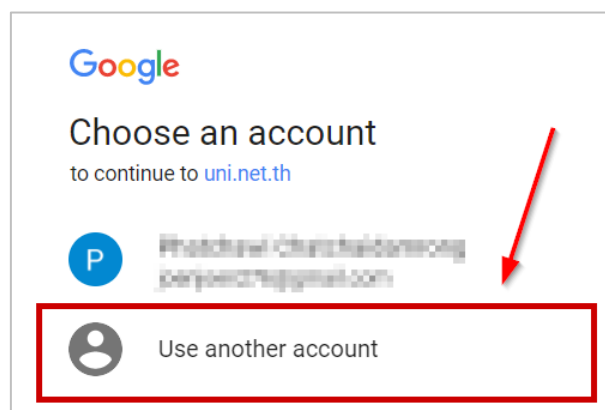 Google
Choose an account
to continue to uni.net.th
P
Use another account